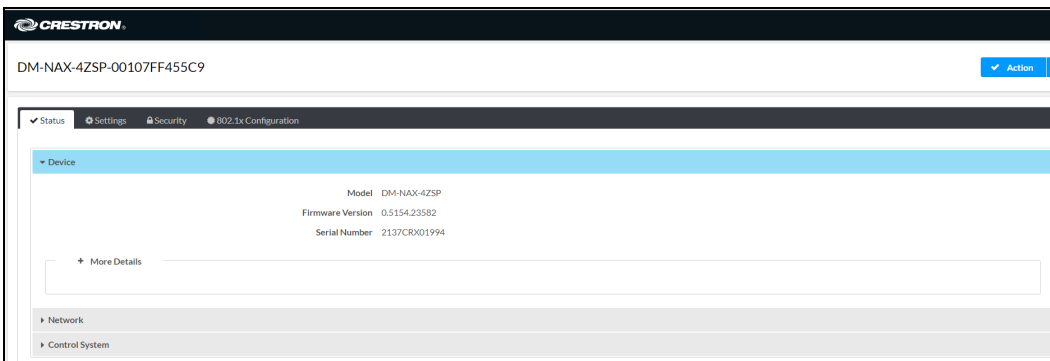 CRESTRON®
DM-NAX-4ZSP-00107FF455C9
Action
Status Settings Security 802.1x Configuration
Device
Model DM-NAX-4ZSP
Firmware Version 0.5154.23582
Serial Number 2137CRX01994
+ More Details
Network
Control System